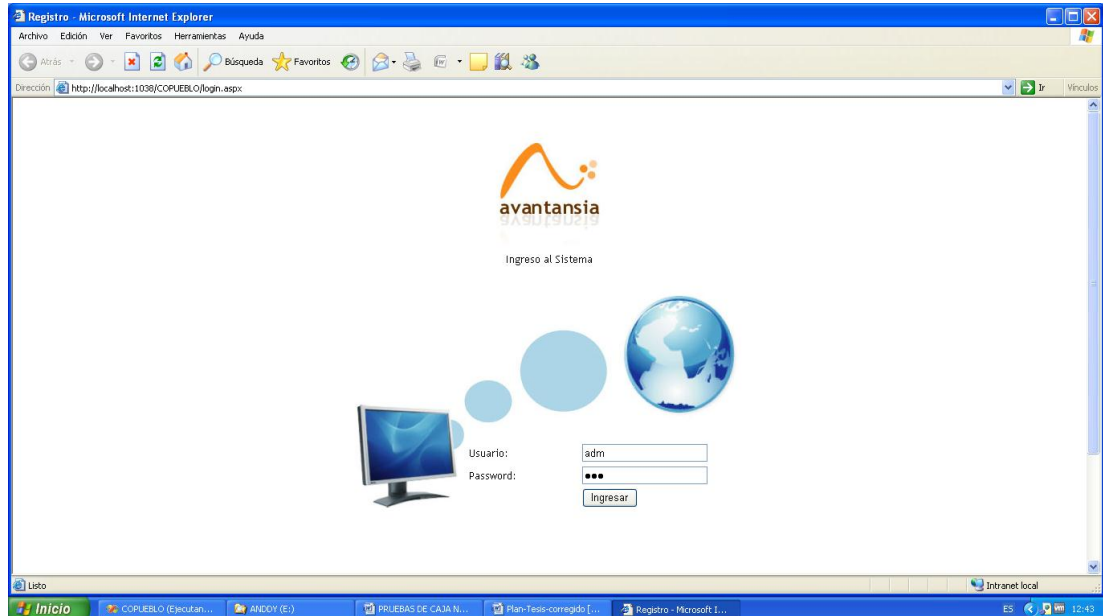 Registro - Microsoft Internet Explorer
Archivo Edición Ver Favoritos Herramientas Ayuda
Atrás Búsqueda Favoritos
Dirección http://localhost:1038/COPUEBLO/login.aspx Ir Vínculos
avantansia
Ingreso al Sistema
Usuario: adm
Password: •••
Ingresar
Listo Intranet local
Inicio COPUEBLO (Ejecutan... ANDDY (E:) PRUEBAS DE CAJA N... Plan-Tesis-corregido [... Registro - Microsoft I... ES 12:43